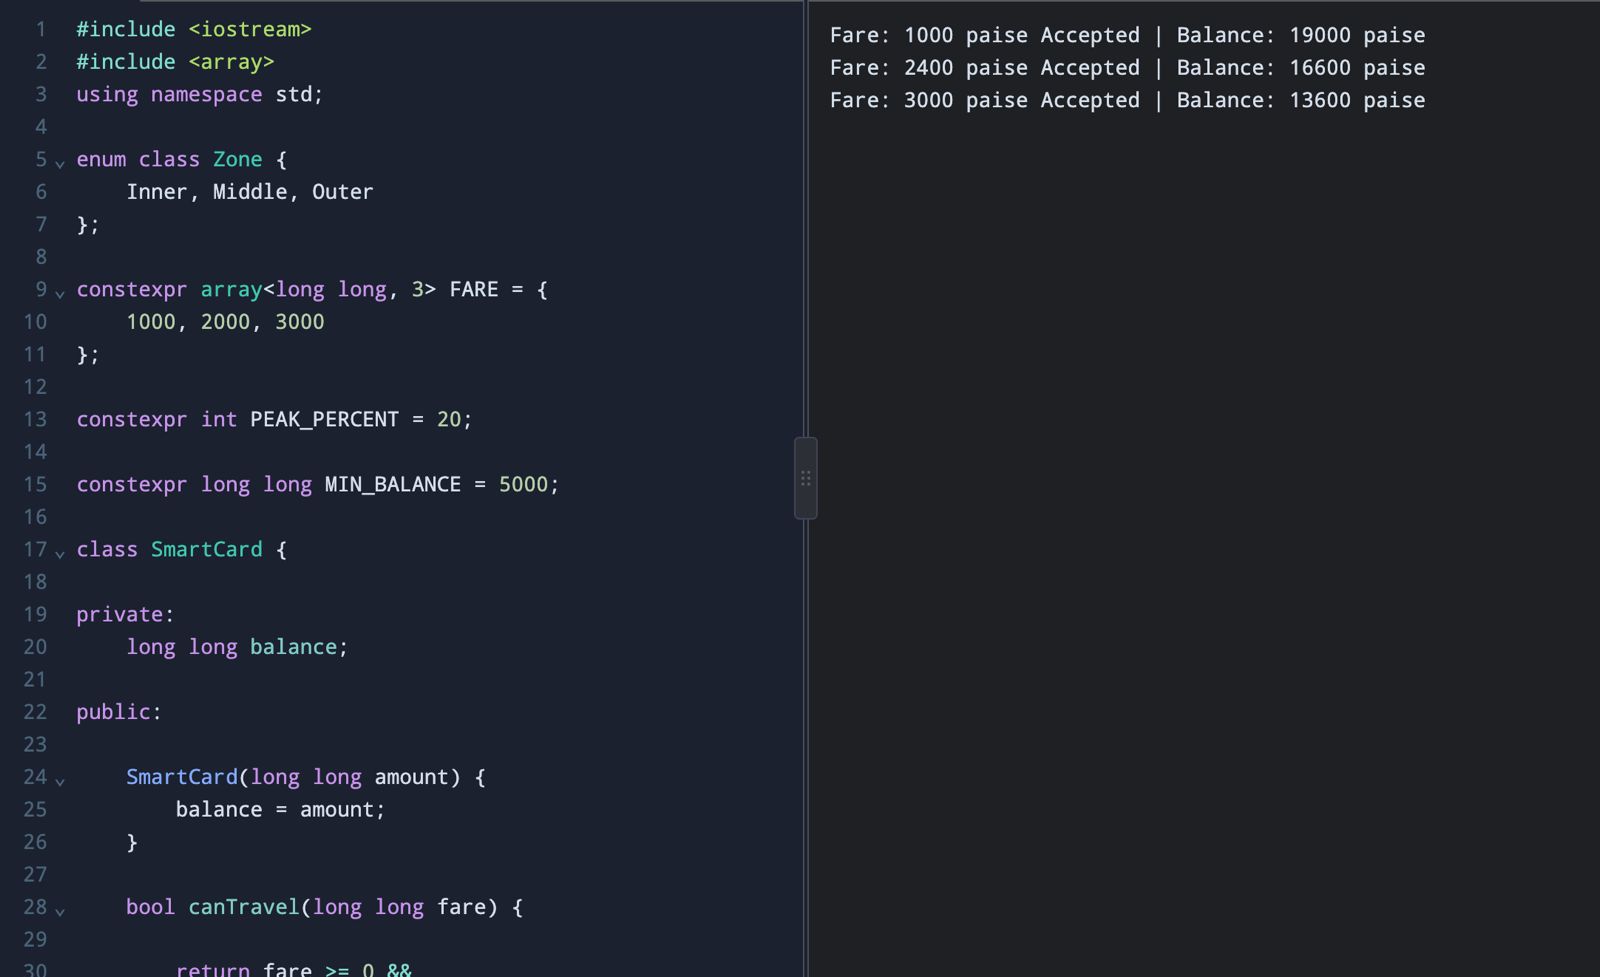 1 #include <iostream>
2 #include <array>
3 using namespace std;
4
5 enum class Zone {
6     Inner, Middle, Outer
7 };
8
9 constexpr array<long long, 3> FARE = {
10     1000, 2000, 3000
11 };
12
13 constexpr int PEAK_PERCENT = 20;
14
15 constexpr long long MIN_BALANCE = 5000;
16
17 class SmartCard {
18
19 private:
20     long long balance;
21
22 public:
23
24     SmartCard(long long amount) {
25         balance = amount;
26     }
27
28     bool canTravel(long long fare) {
29
30         return fare >= 0 &&
Fare: 1000 paise Accepted | Balance: 19000 paise
Fare: 2400 paise Accepted | Balance: 16600 paise
Fare: 3000 paise Accepted | Balance: 13600 paise